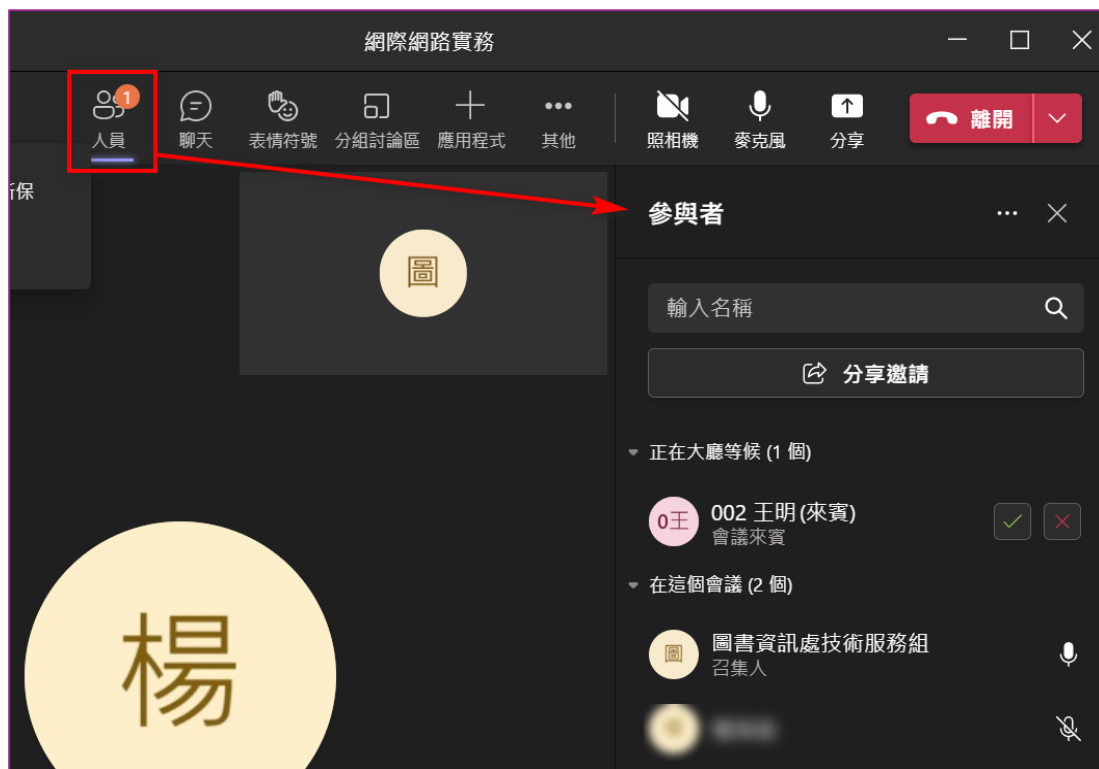 網際網路實務
1
人員 聊天 表情符號 分組討論區 應用程式 其他 照相機 麥克風 分享 離開
保
參與者
圖
輸入名稱
分享邀請
正在大廳等候 (1 個)
0王 002 王明 (來賓)
會議來賓
在這個會議 (2 個)
圖 圖書資訊處技術服務組
召集人
楊